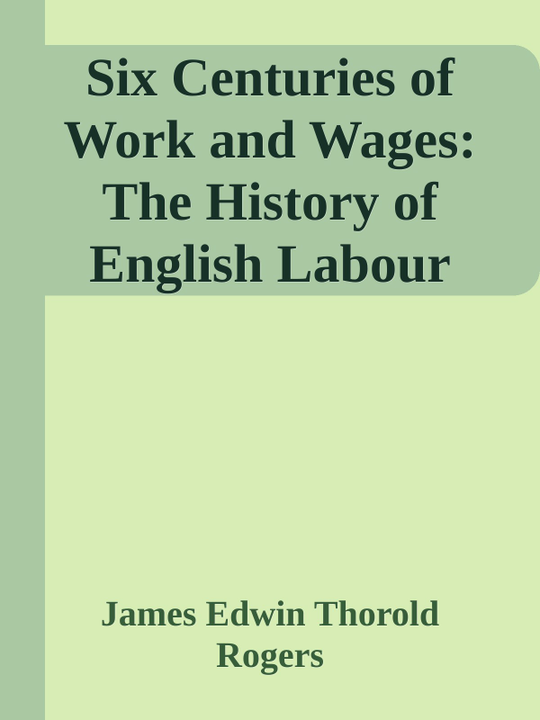 Six Centuries of
Work and Wages:
The History of
English Labour
James Edwin Thorold
Rogers